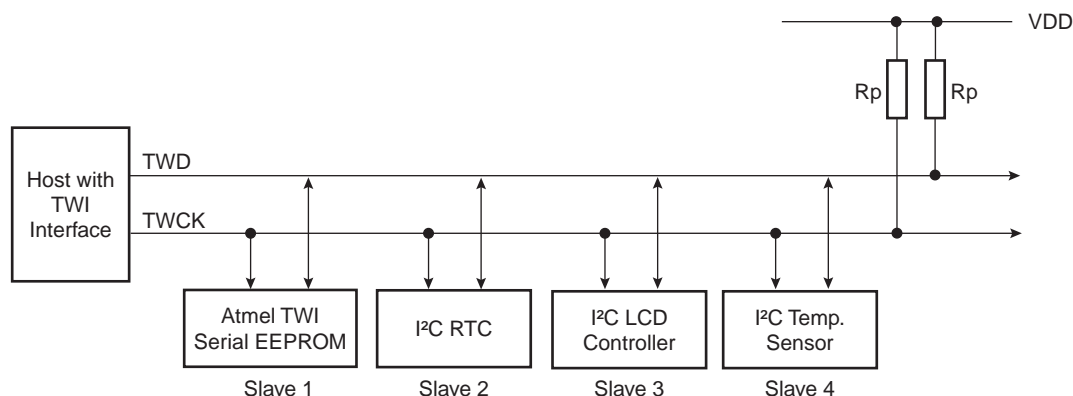 VDD
Rp
Rp
Host with
TWI
Interface
TWD
TWCK
Atmel TWI
Serial EEPROM
I²C RTC
I²C LCD
Controller
I²C Temp.
Sensor
Slave 1
Slave 2
Slave 3
Slave 4